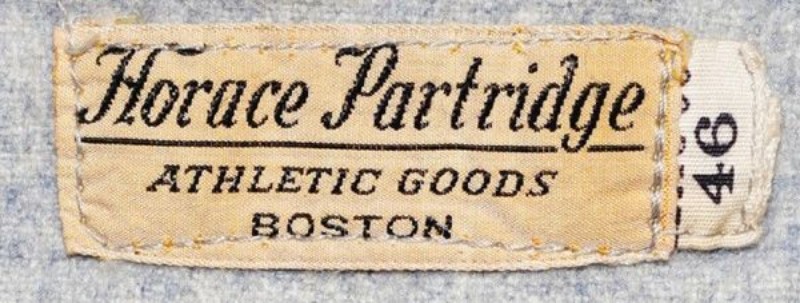 Horace Partridge
ATHLETIC GOODS
BOSTON
46